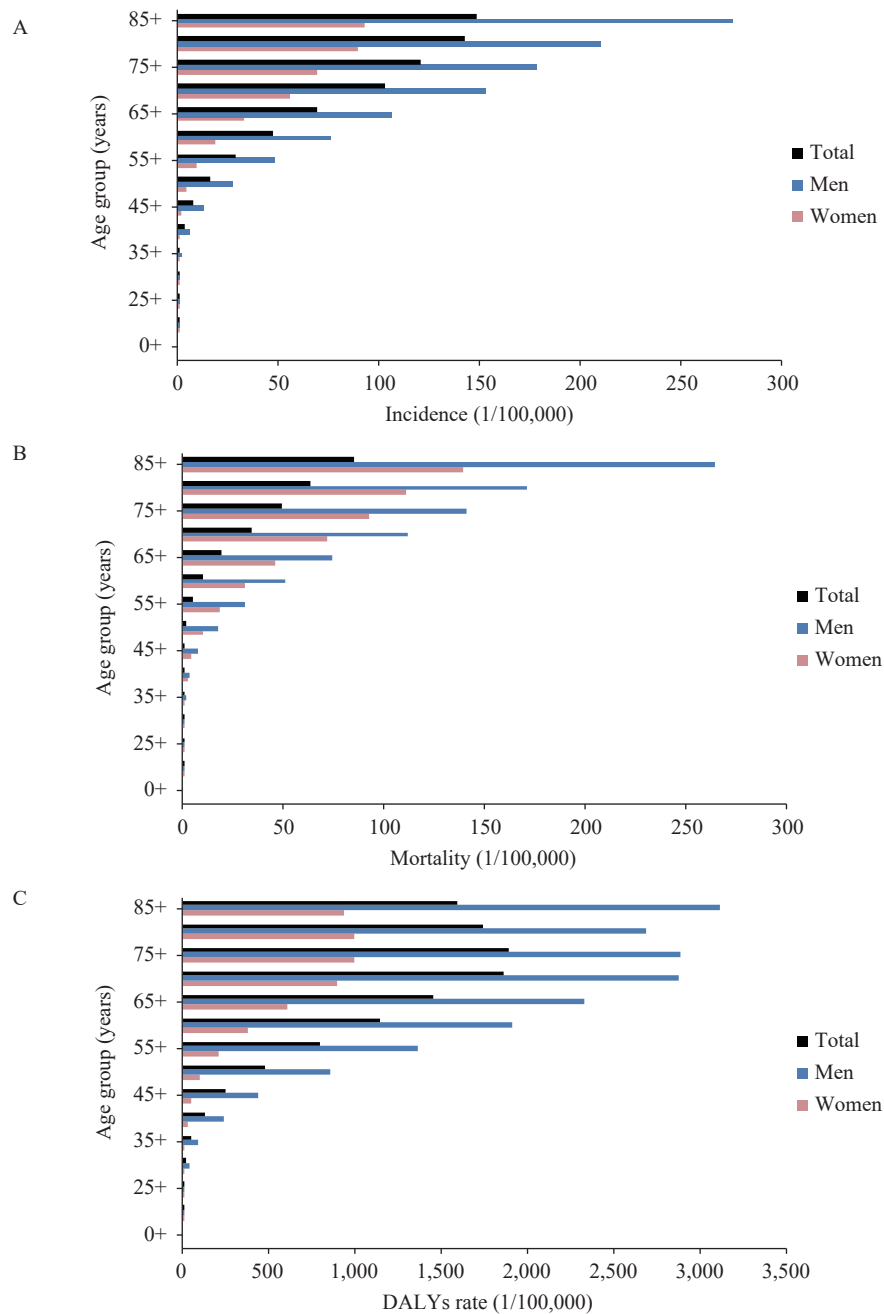 A
Age group (years)
85+
75+
65+
55+
45+
35+
25+
0+
0
50
100
150
200
250
300
Incidence (1/100,000)
Total
Men
Women
B
Age group (years)
85+
75+
65+
55+
45+
35+
25+
0+
0
50
100
150
200
250
300
Mortality (1/100,000)
Total
Men
Women
C
Age group (years)
85+
75+
65+
55+
45+
35+
25+
0+
0
500
1,000
1,500
2,000
2,500
3,000
3,500
DALYs rate (1/100,000)
Total
Men
Women